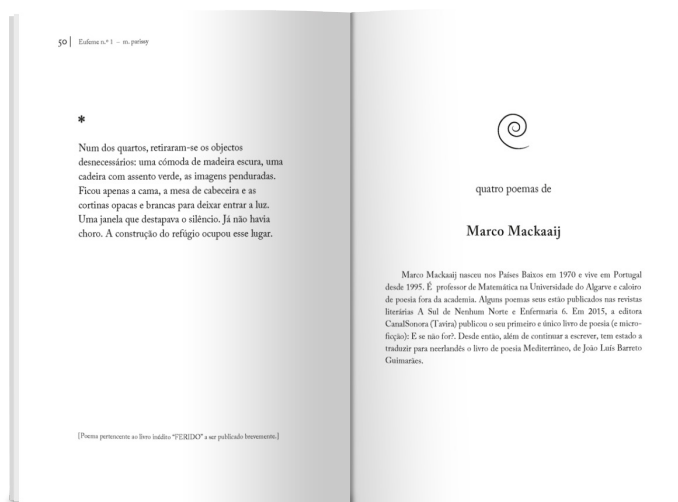 50 | Eufeme n.º 1 – m. parissy
*
Num dos quartos, retiraram-se os objectos
desnecessários: uma cómoda de madeira escura, uma
cadeira com assento verde, as imagens penduradas.
Ficou apenas a cama, a mesa de cabeceira e as
cortinas opacas e brancas para deixar entrar a luz.
Uma janela que destapava o silêncio. Já não havia
choro. A construção do refúgio ocupou esse lugar.
[Poema pertencente ao livro inédito “FERIDO” a ser publicado brevemente.]
quatro poemas de
Marco Mackaaij
Marco Mackaaij nasceu nos Países Baixos em 1970 e vive em Portugal
desde 1995. É professor de Matemática na Universidade do Algarve e caloiro
de poesia fora da academia. Alguns poemas seus estão publicados nas revistas
literárias A Sul de Nenhum Norte e Enfermaria 6. Em 2015, a editora
CanalSonora (Tavira) publicou o seu primeiro e único livro de poesia (e micro-
ficção): E se não for?. Desde então, além de continuar a escrever, tem estado a
traduzir para neerlandês o livro de poesia Mediterrâneo, de João Luís Barreto
Guimarães.